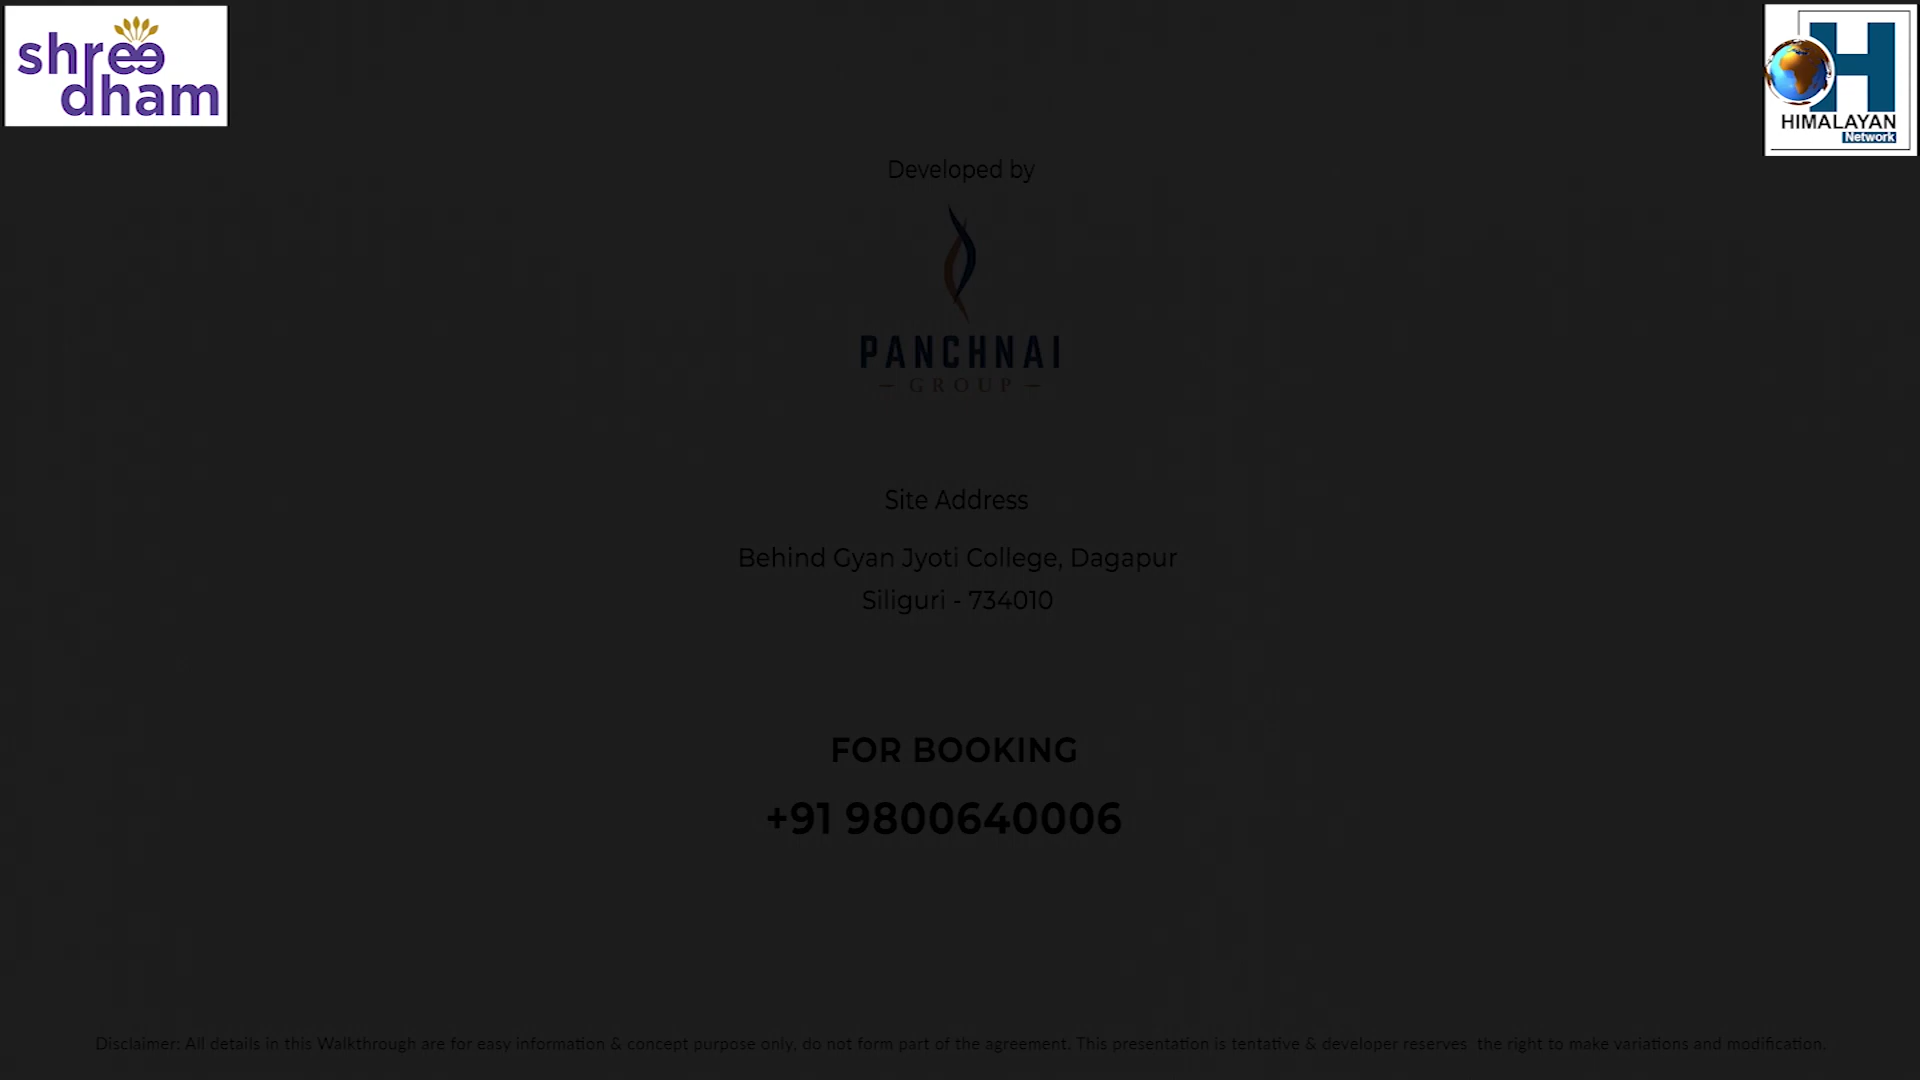 shree
dham
HIMALAYAN
Network
Developed by
PANCHNAI
GROUP
Site Address
Behind Gyan Jyoti College, Dagapur
Siliguri - 734010
FOR BOOKING
+91 9800640006
Disclaimer: All details in this Walkthrough are for easy information & concept purpose only, do not form part of the agreement. This presentation is tentative & developer reserves the right to make variations and modification.